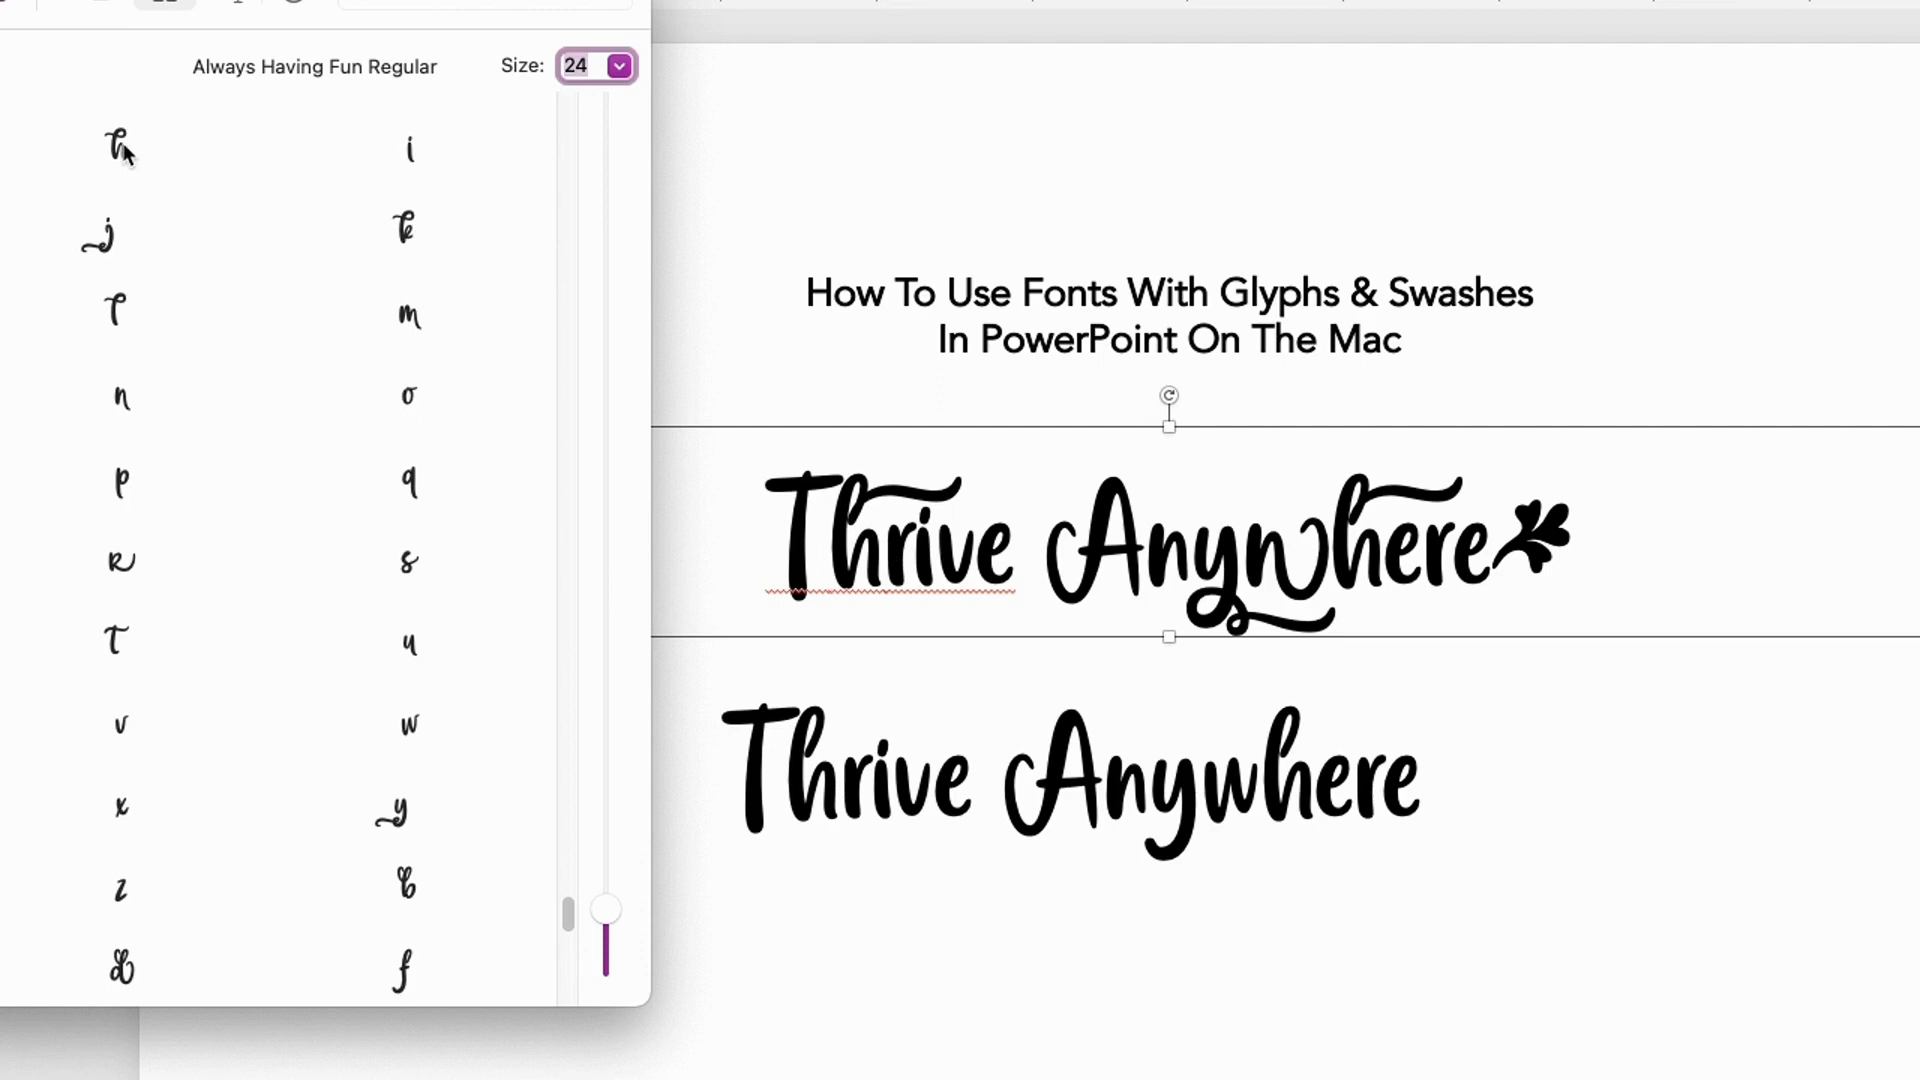 Always Having Fun Regular Size: 24
h i
j k
l m
n o
p q
R s
T u
v w
x y
z b
d f
How To Use Fonts With Glyphs & Swashes
In PowerPoint On The Mac
Thrive Anywhere
Thrive Anywhere